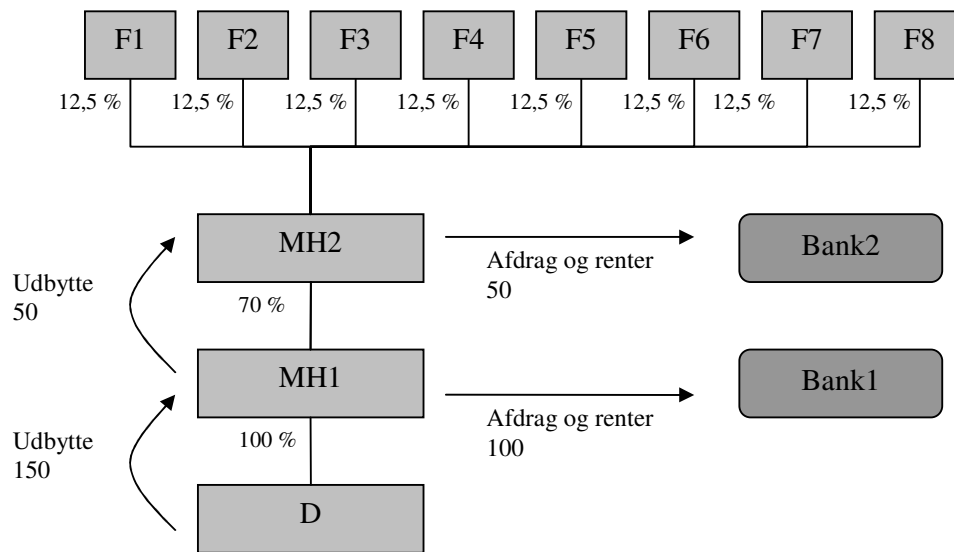 F1 F2 F3 F4 F5 F6 F7 F8
12,5 % 12,5 % 12,5 % 12,5 % 12,5 % 12,5 % 12,5 % 12,5 %
MH2
Afdrag og renter
50
Bank2
Udbytte
50
70 %
MH1
Afdrag og renter
100
Bank1
Udbytte
150
100 %
D